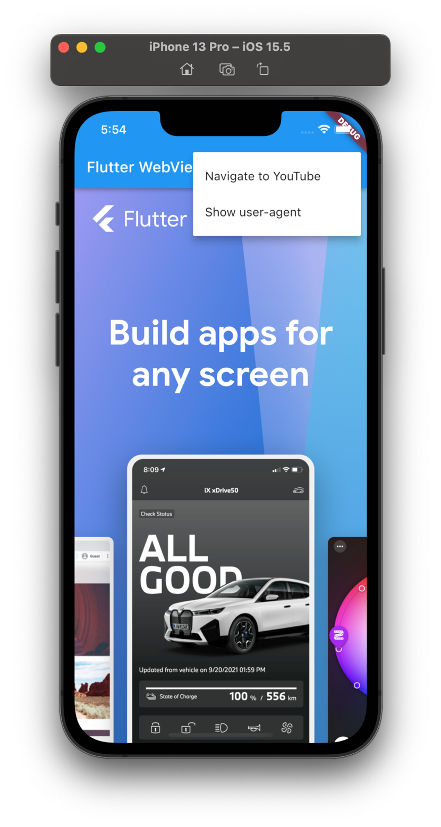 iPhone 13 Pro – iOS 15.5
5:54
DEBUG
Flutter WebVie
Navigate to YouTube
Show user-agent
Flutter
Build apps for
any screen
8:09
iX xDrive50
Check Status
ALL
GOOD
Updated from vehicle on 9/20/2021 01:59 PM
State of Charge
100 % / 556 km
Guest